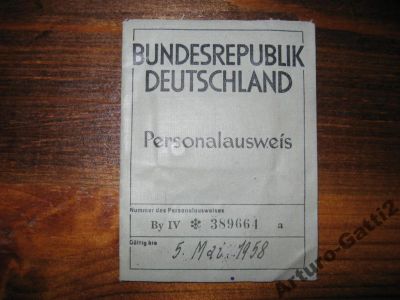 BUNDESREPUBLIK
DEUTSCHLAND
Personalausweis
Nummer des Personalausweises
By IV ✻ 389664 a
Gültig bis
5. Mai 1958
Arturo-Gatti2